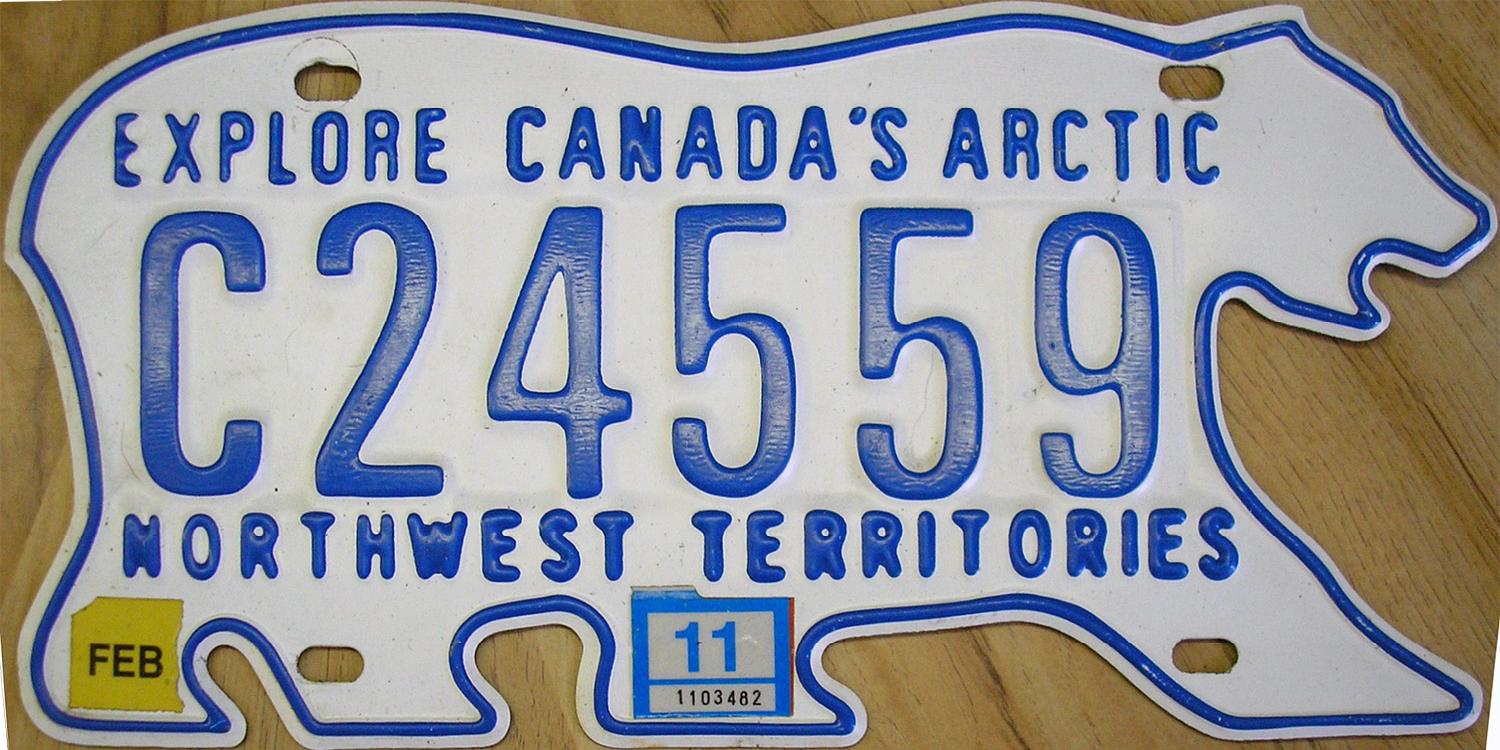 EXPLORE CANADA'S ARCTIC
C24559
NORTHWEST TERRITORIES
FEB
11
1103482